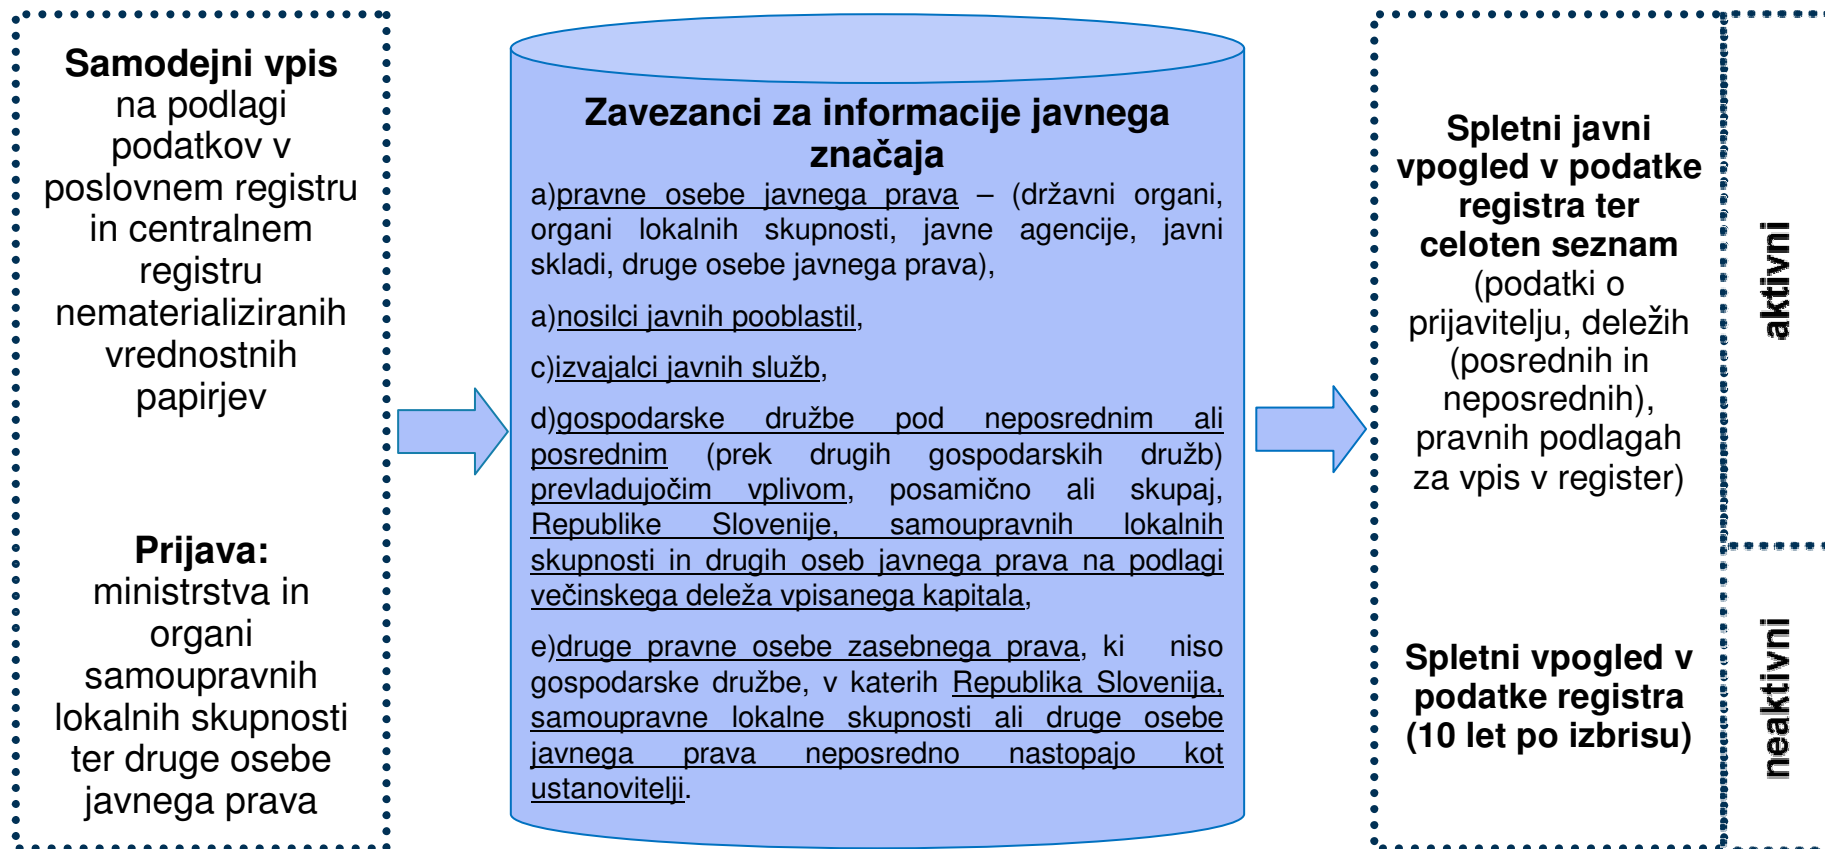 Samodejni vpis
na podlagi
podatkov v
poslovnem registru
in centralnem
registru
nematerializiranih
vrednostnih
papirjev
Prijava:
ministrstva in
organi
samoupravnih
lokalnih skupnosti
ter druge osebe
javnega prava
Zavezanci za informacije javnega
značaja
a)pravne osebe javnega prava – (državni organi,
organi lokalnih skupnosti, javne agencije, javni
skladi, druge osebe javnega prava),
a)nosilci javnih pooblastil,
c)izvajalci javnih služb,
d)gospodarske družbe pod neposrednim ali
posrednim (prek drugih gospodarskih družb)
prevladujočim vplivom, posamično ali skupaj,
Republike Slovenije, samoupravnih lokalnih
skupnosti in drugih oseb javnega prava na podlagi
večinskega deleža vpisanega kapitala,
e)druge pravne osebe zasebnega prava, ki niso
gospodarske družbe, v katerih Republika Slovenija,
samoupravne lokalne skupnosti ali druge osebe
javnega prava neposredno nastopajo kot
ustanovitelji.
Spletni javni
vpogled v podatke
registra ter
celoten seznam
(podatki o
prijavitelju, deležih
(posrednih in
neposrednih),
pravnih podlagah
za vpis v register)
Spletni vpogled v
podatke registra
(10 let po izbrisu)
aktivni
neaktivni